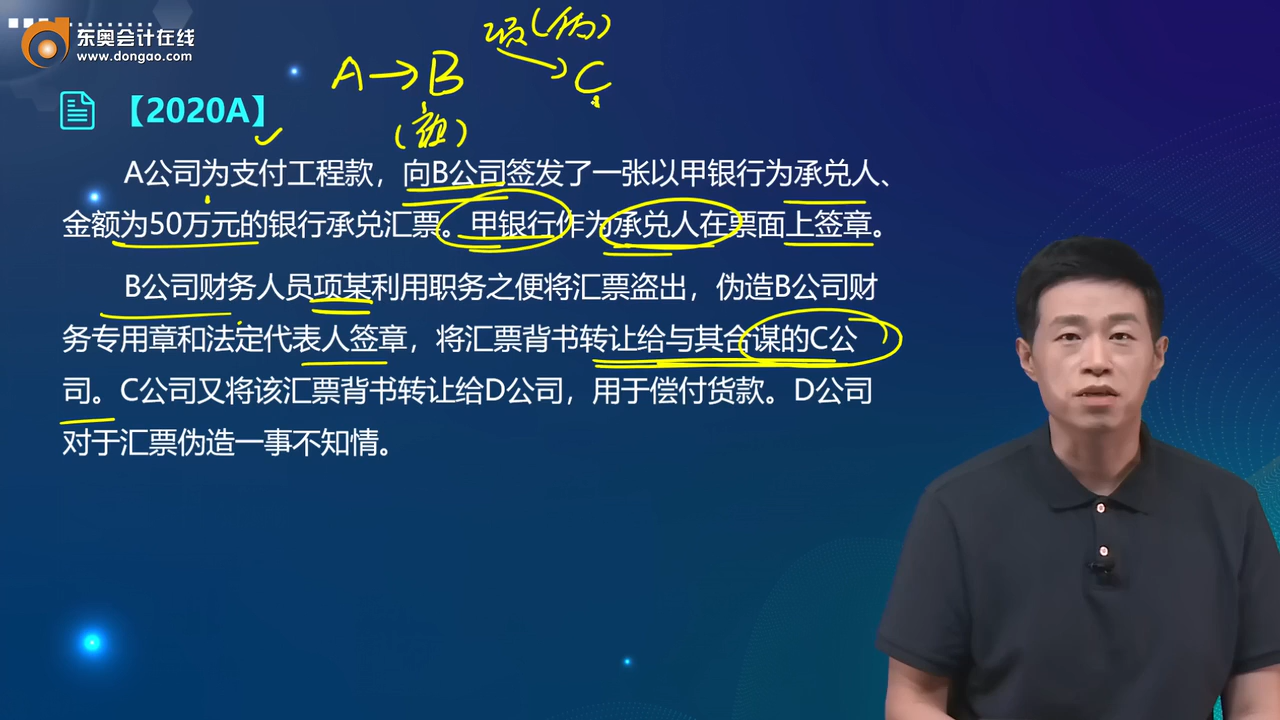 东奥会计在线
www.dongao.com
项(伪)
A→B
C
【2020A】
A公司为支付工程款，向B公司签发了一张以甲银行为承兑人、
金额为50万元的银行承兑汇票。甲银行作为承兑人在票面上签章。
B公司财务人员项某利用职务之便将汇票盗出，伪造B公司财
务专用章和法定代表人签章，将汇票背书转让给与其合谋的C公
司。C公司又将该汇票背书转让给D公司，用于偿付货款。D公司
对于汇票伪造一事不知情。